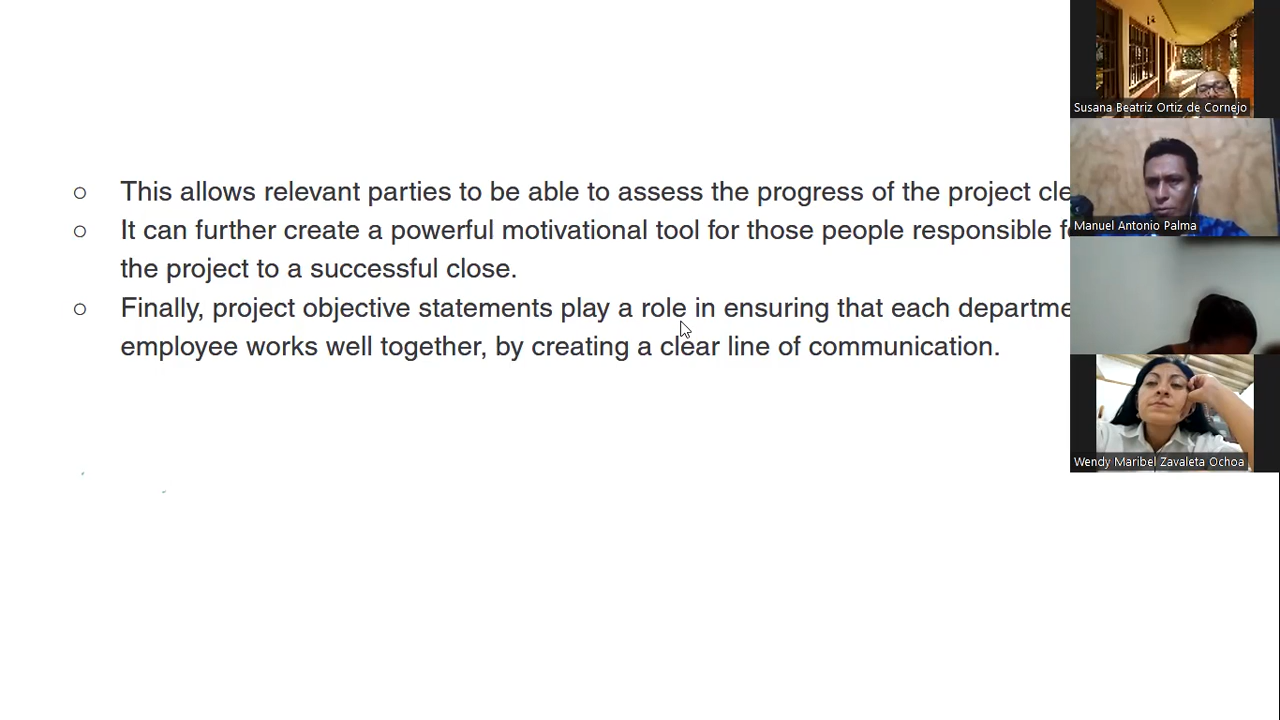 This allows relevant parties to be able to assess the progress of the project
It can further create a powerful motivational tool for those people responsible
the project to a successful close.
Finally, project objective statements play a role in ensuring that each
employee works well together, by creating a clear line of communication.
Susana Beatriz Ortiz de Cornejo
Manuel Antonio Palma
Wendy Maribel Zavaleta Ochoa